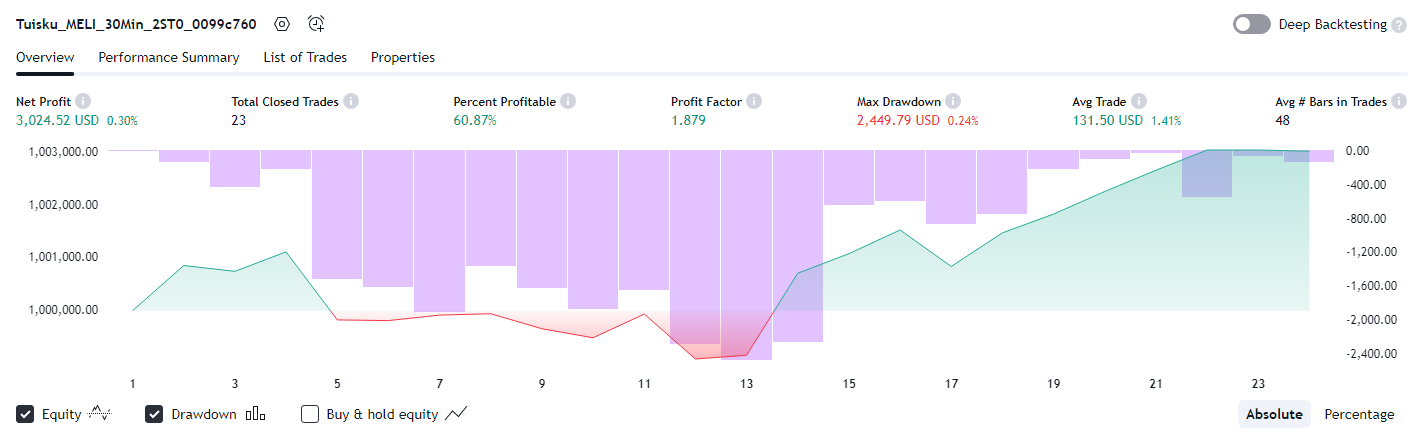 Tuisku_MELI_30Min_2ST0_0099c760 Deep Backtesting ?
Overview Performance Summary List of Trades Properties
Net Profit i Total Closed Trades i Percent Profitable i Profit Factor i Max Drawdown i Avg Trade i Avg # Bars in Trades i
3,024.52 USD 0.30% 23 60.87% 1.879 2,449.79 USD 0.24% 131.50 USD 1.41% 48
1,003,000.00 0.00
-400.00
1,002,000.00 -800.00
1,001,000.00 -1,200.00
-1,600.00
1,000,000.00 -2,000.00
-2,400.00
1 3 5 7 9 11 13 15 17 19 21 23
Equity Drawdown Buy & hold equity Absolute Percentage